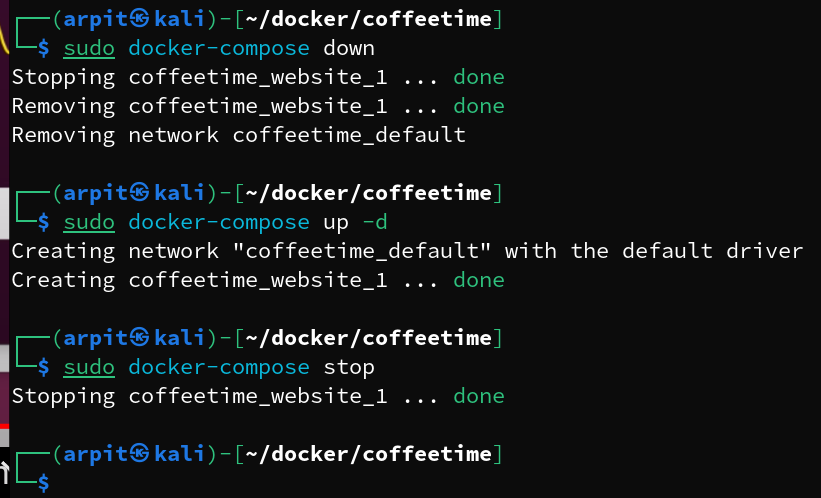 ┌──(arpit㉿kali)-[~/docker/coffeetime]
└─$ sudo docker-compose down
Stopping coffeetime_website_1 ... done
Removing coffeetime_website_1 ... done
Removing network coffeetime_default
┌──(arpit㉿kali)-[~/docker/coffeetime]
└─$ sudo docker-compose up -d
Creating network "coffeetime_default" with the default driver
Creating coffeetime_website_1 ... done
┌──(arpit㉿kali)-[~/docker/coffeetime]
└─$ sudo docker-compose stop
Stopping coffeetime_website_1 ... done
┌──(arpit㉿kali)-[~/docker/coffeetime]
└─$